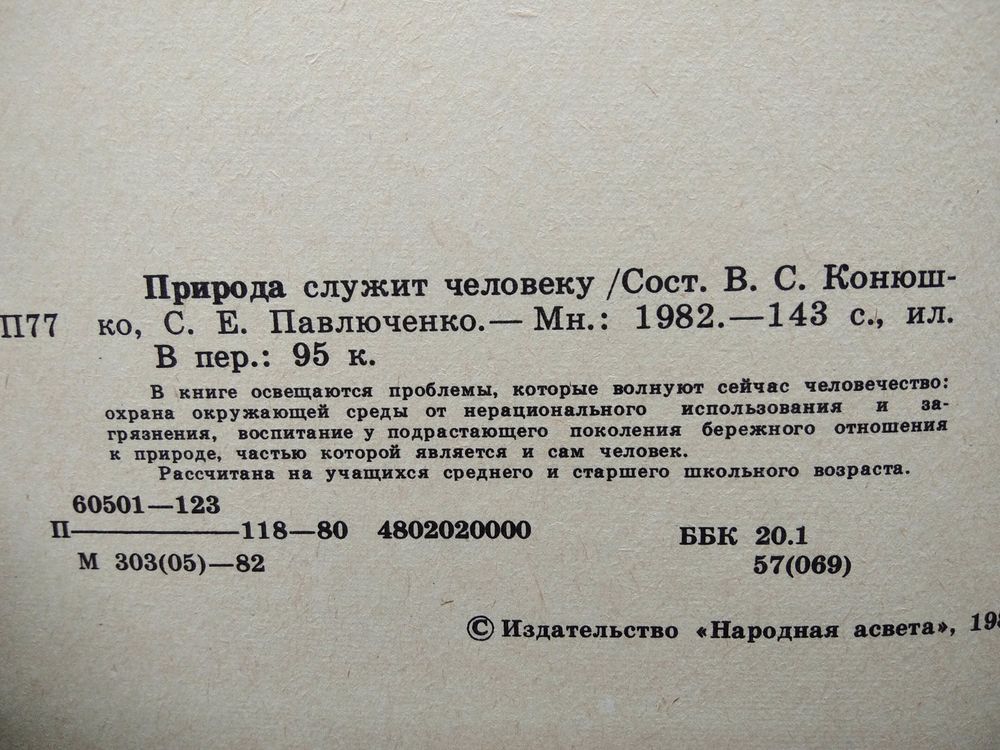 Природа служит человеку /Сост. В. С. Конюш-
П77 ко, С. Е. Павлюченко.— Мн.: 1982.—143 с., ил.
В пер.: 95 к.
В книге освещаются проблемы, которые волнуют сейчас человечество:
охрана окружающей среды от нерационального использования и за-
грязнения, воспитание у подрастающего поколения бережного отношения
к природе, частью которой является и сам человек.
Рассчитана на учащихся среднего и старшего школьного возраста.
60501—123
П————118—80 4802020000
М 303(05)—82
ББК 20.1
57(069)
© Издательство «Народная асвета»,